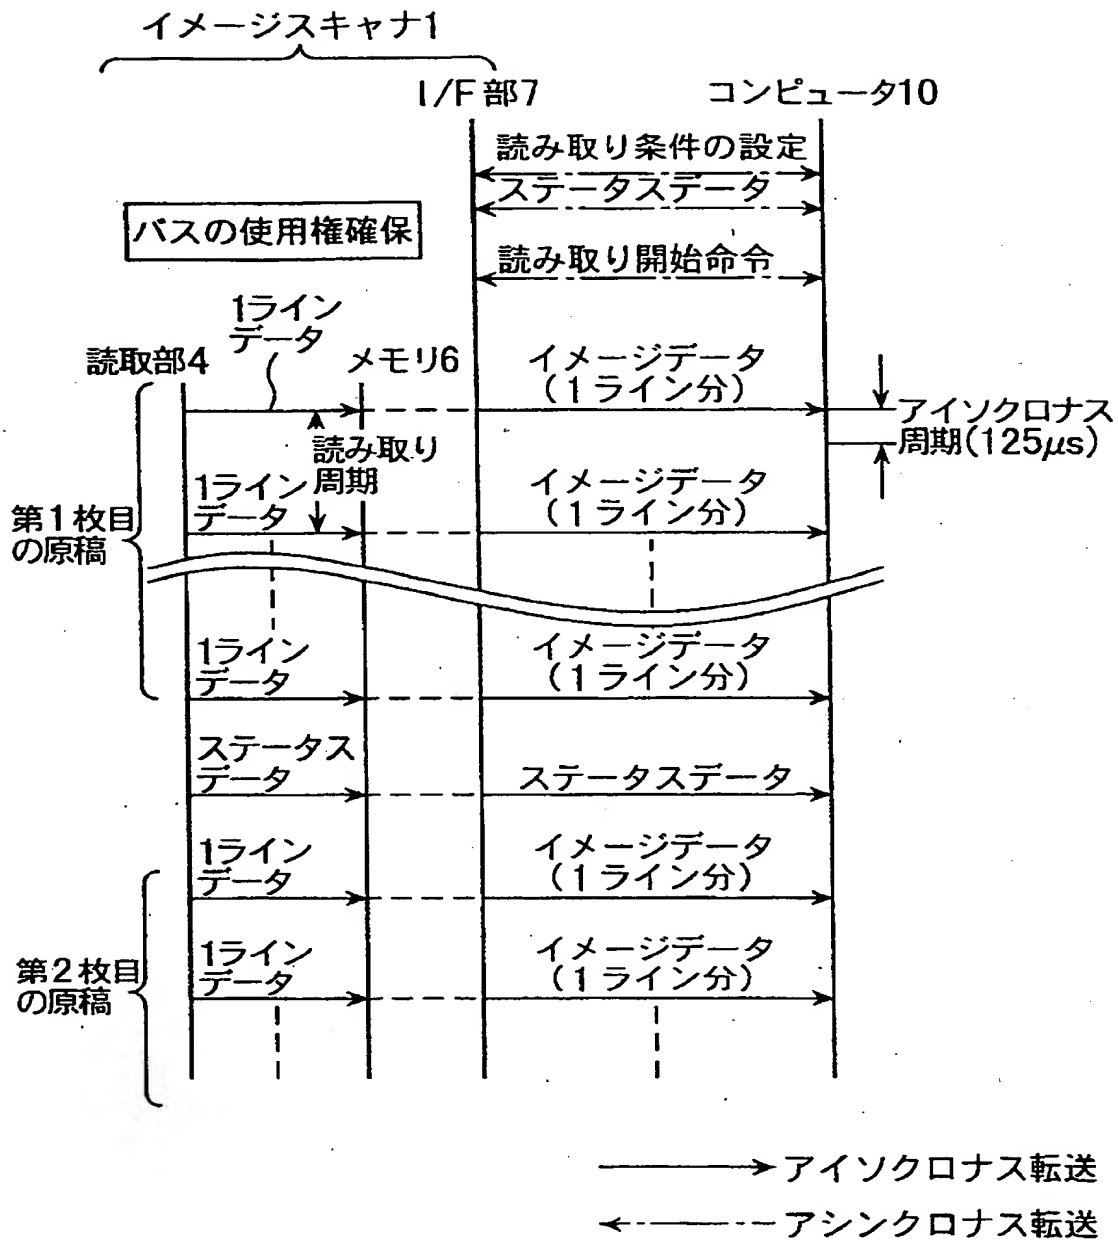 イメージスキャナ1
I/F部7
コンピュータ10
読み取り条件の設定
ステータスデータ
バスの使用権確保
読み取り開始命令
1ライン
データ
読取部4
メモリ6
イメージデータ
(1ライン分)
アイソクロナス
周期(125μs)
読み取り
周期
第1枚目
の原稿
1ライン
データ
イメージデータ
(1ライン分)
1ライン
データ
イメージデータ
(1ライン分)
ステータス
データ
ステータスデータ
1ライン
データ
イメージデータ
(1ライン分)
第2枚目
の原稿
1ライン
データ
イメージデータ
(1ライン分)
アイソクロナス転送
アシンクロナス転送